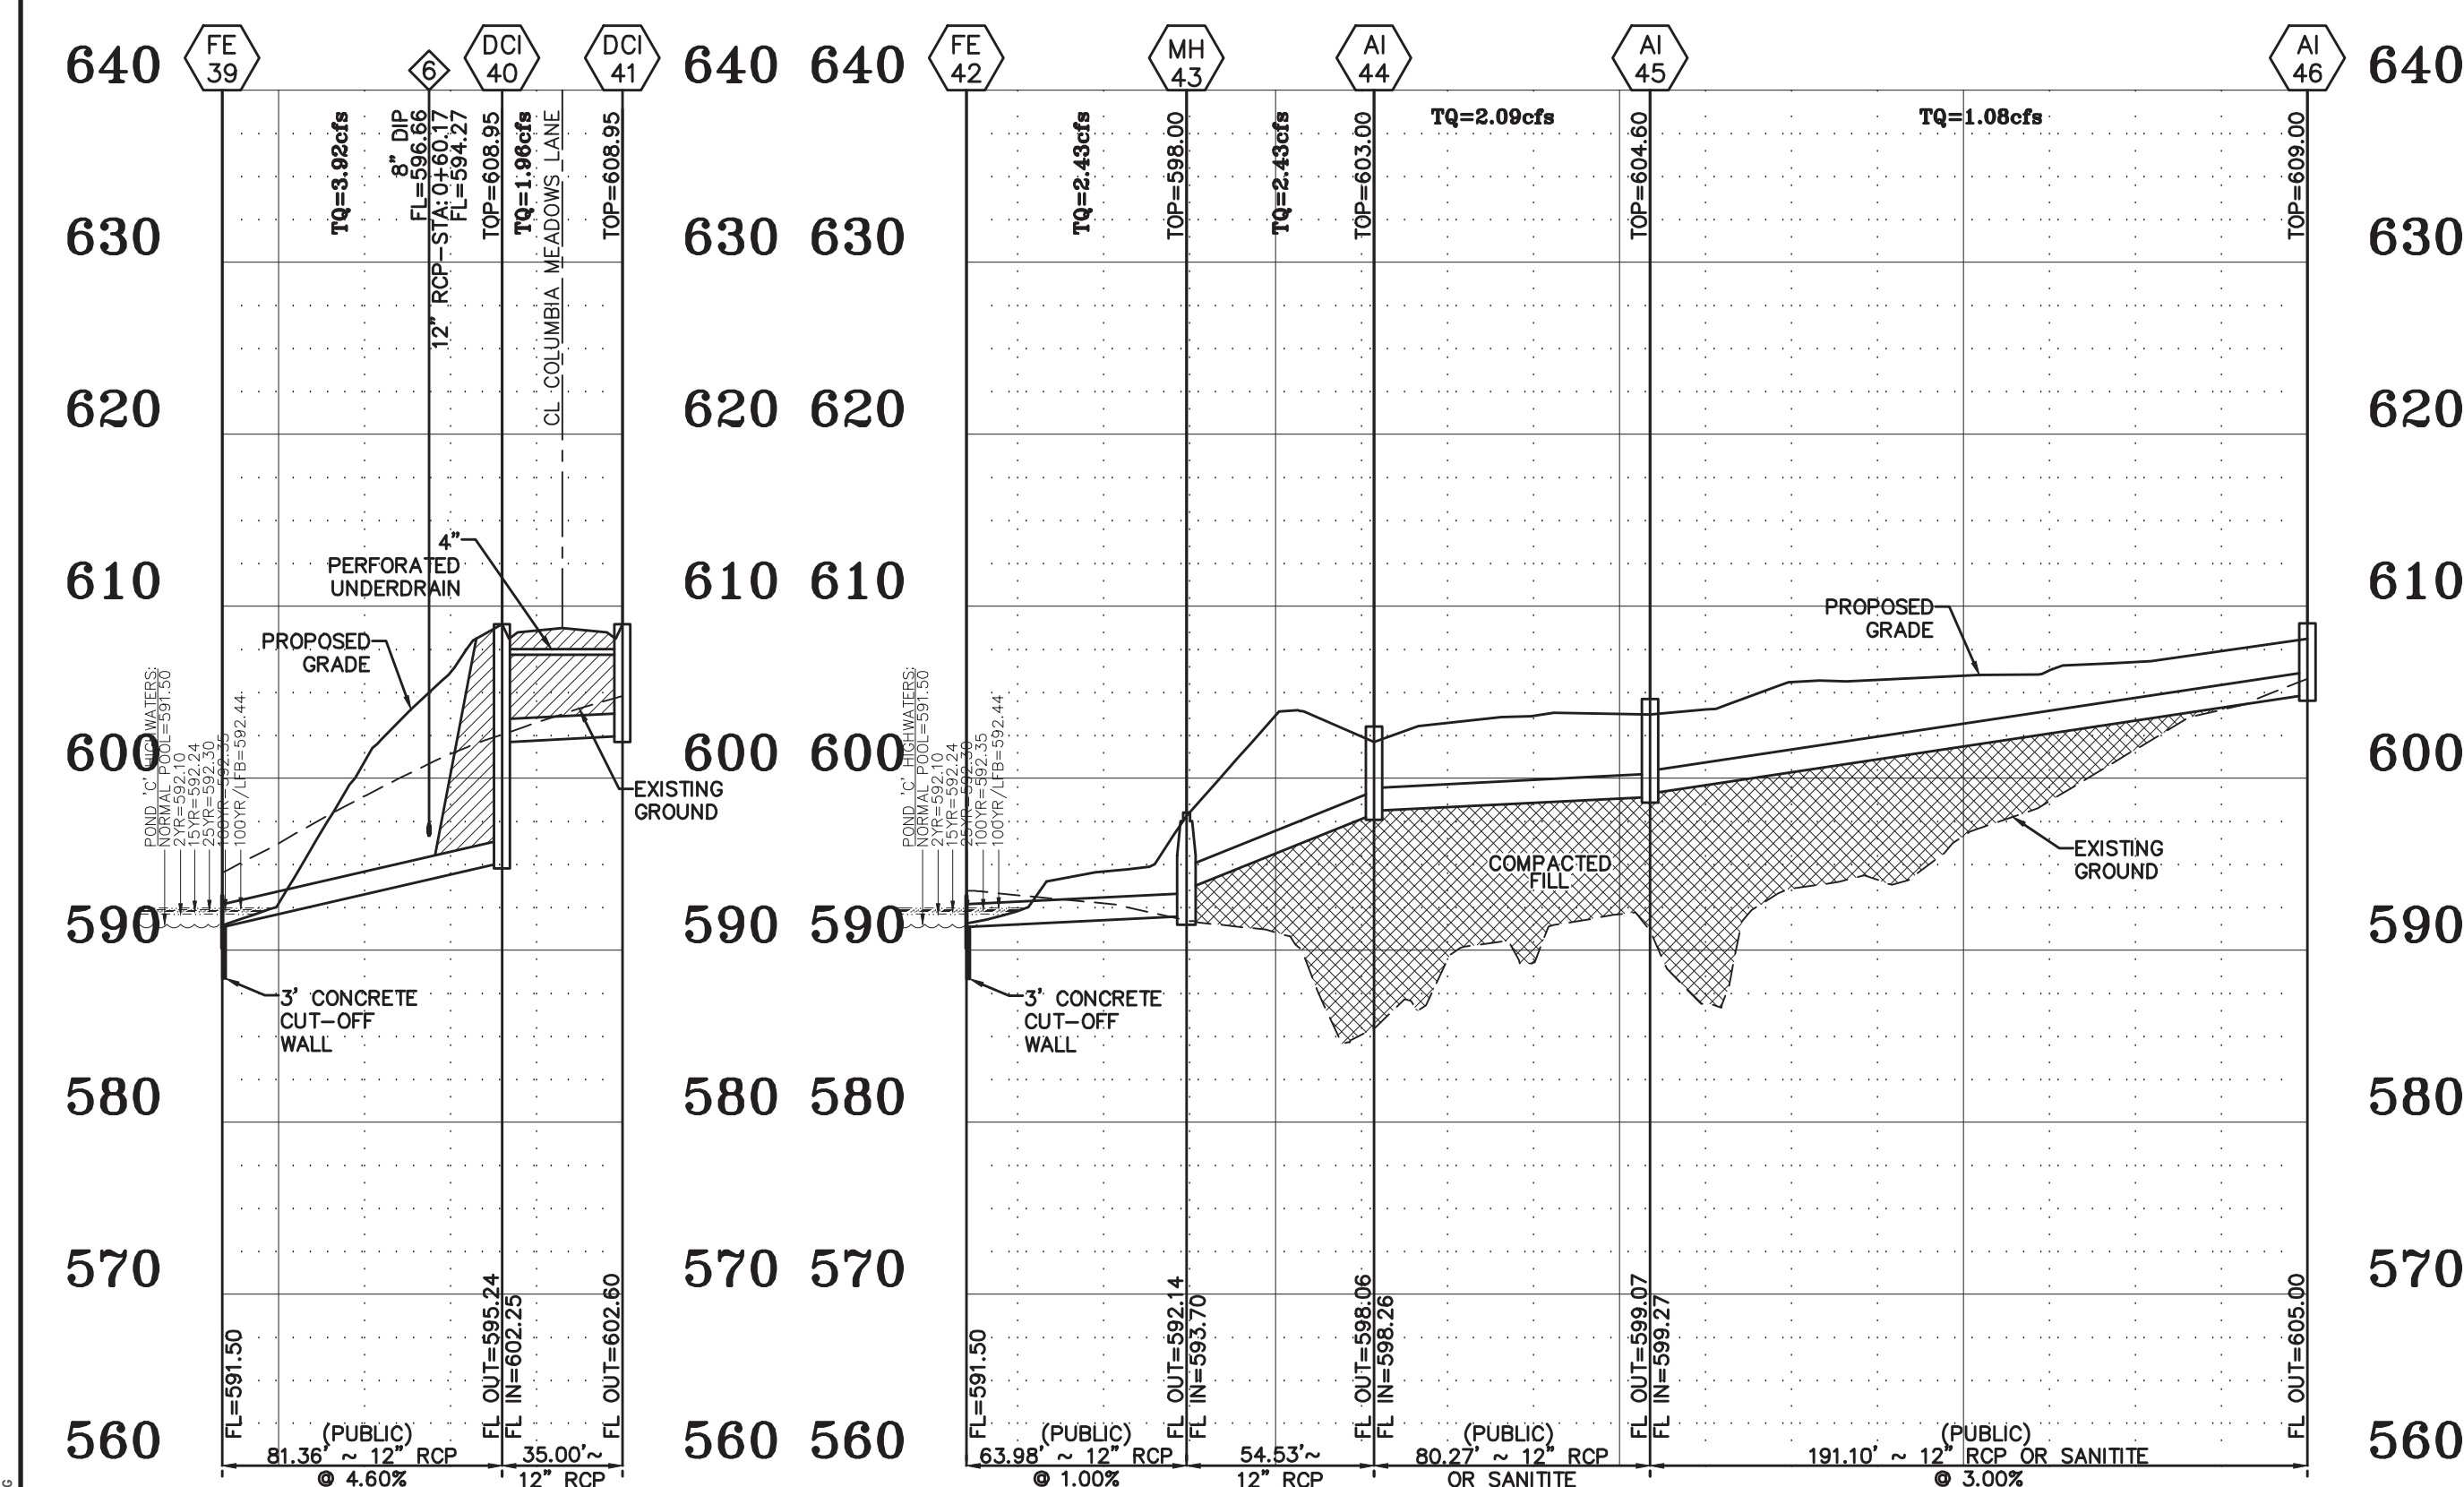 FE
39
6
DCI
40
DCI
41
FE
42
MH
43
AI
44
AI
45
AI
46
640
640
640
640
630
630
630
630
620
620
620
620
610
610
610
610
600
600
600
600
590
590
590
590
580
580
580
580
570
570
570
570
560
560
560
560
TQ=3.92cfs
8" DIP
FL=596.66
12" RCP-STA: 0+60.17
FL=594.27
TOP=608.95
TQ=1.96cfs
CL COLUMBIA MEADOWS LANE
TOP=608.95
4"
PERFORATED
UNDERDRAIN
PROPOSED
GRADE
EXISTING
GROUND
POND 'C' HIGHWATERS:
NORMAL POOL=591.50
2YR=592.10
15YR=592.24
25YR=592.30
100YR=592.35
100YR/LFB=592.44
3' CONCRETE
CUT-OFF
WALL
FL=591.50
FL OUT=595.24
FL IN=602.25
FL OUT=602.60
(PUBLIC)
81.36' ~ 12" RCP
@ 4.60%
35.00'~
12" RCP
TQ=2.43cfs
TOP=598.00
TQ=2.43cfs
TOP=603.00
TQ=2.09cfs
TOP=604.60
TQ=1.08cfs
TOP=609.00
PROPOSED
GRADE
COMPACTED
FILL
EXISTING
GROUND
POND 'C' HIGHWATERS:
NORMAL POOL=591.50
2YR=592.10
15YR=592.24
25YR=592.30
100YR=592.35
100YR/LFB=592.44
3' CONCRETE
CUT-OFF
WALL
FL=591.50
FL OUT=592.14
FL IN=593.70
FL OUT=598.06
FL IN=598.26
FL OUT=599.07
FL IN=599.27
FL OUT=605.00
(PUBLIC)
63.98' ~ 12" RCP
@ 1.00%
54.53'~
12" RCP
(PUBLIC)
80.27' ~ 12" RCP
OR SANITITE
(PUBLIC)
191.10' ~ 12" RCP OR SANITITE
@ 3.00%
G